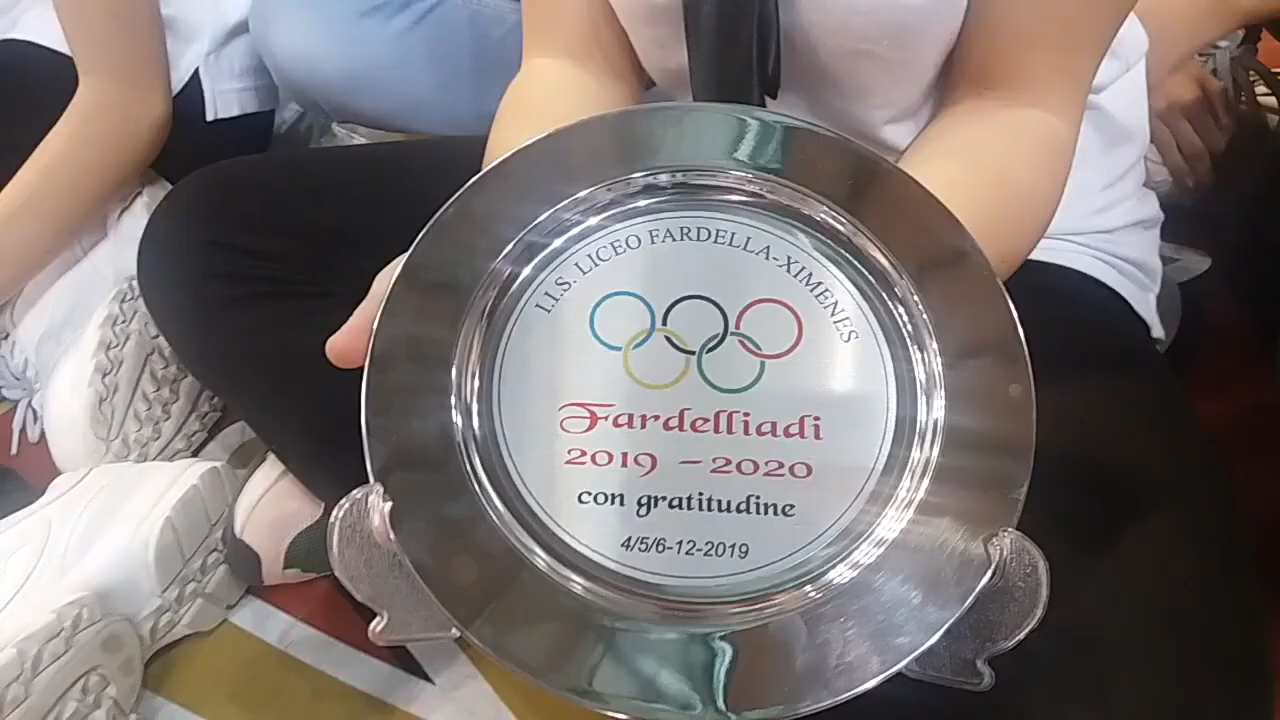 I.I.S. LICEO FARDELLA-XIMENES
Fardelliadi
2019 - 2020
con gratitudine
4/5/6-12-2019